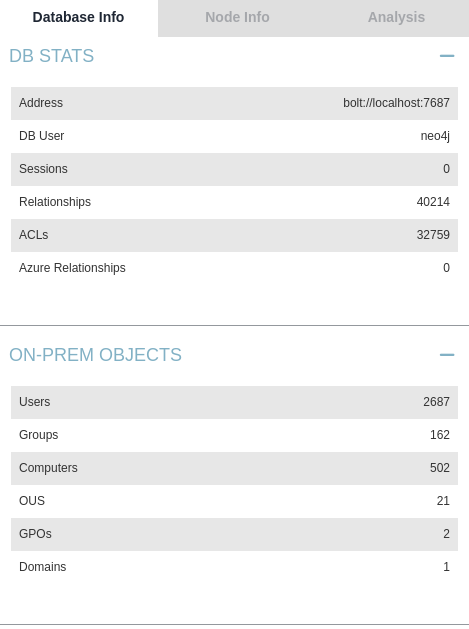 Database Info Node Info Analysis
DB STATS
Address bolt://localhost:7687
DB User neo4j
Sessions 0
Relationships 40214
ACLs 32759
Azure Relationships 0
ON-PREM OBJECTS
Users 2687
Groups 162
Computers 502
OUS 21
GPOs 2
Domains 1